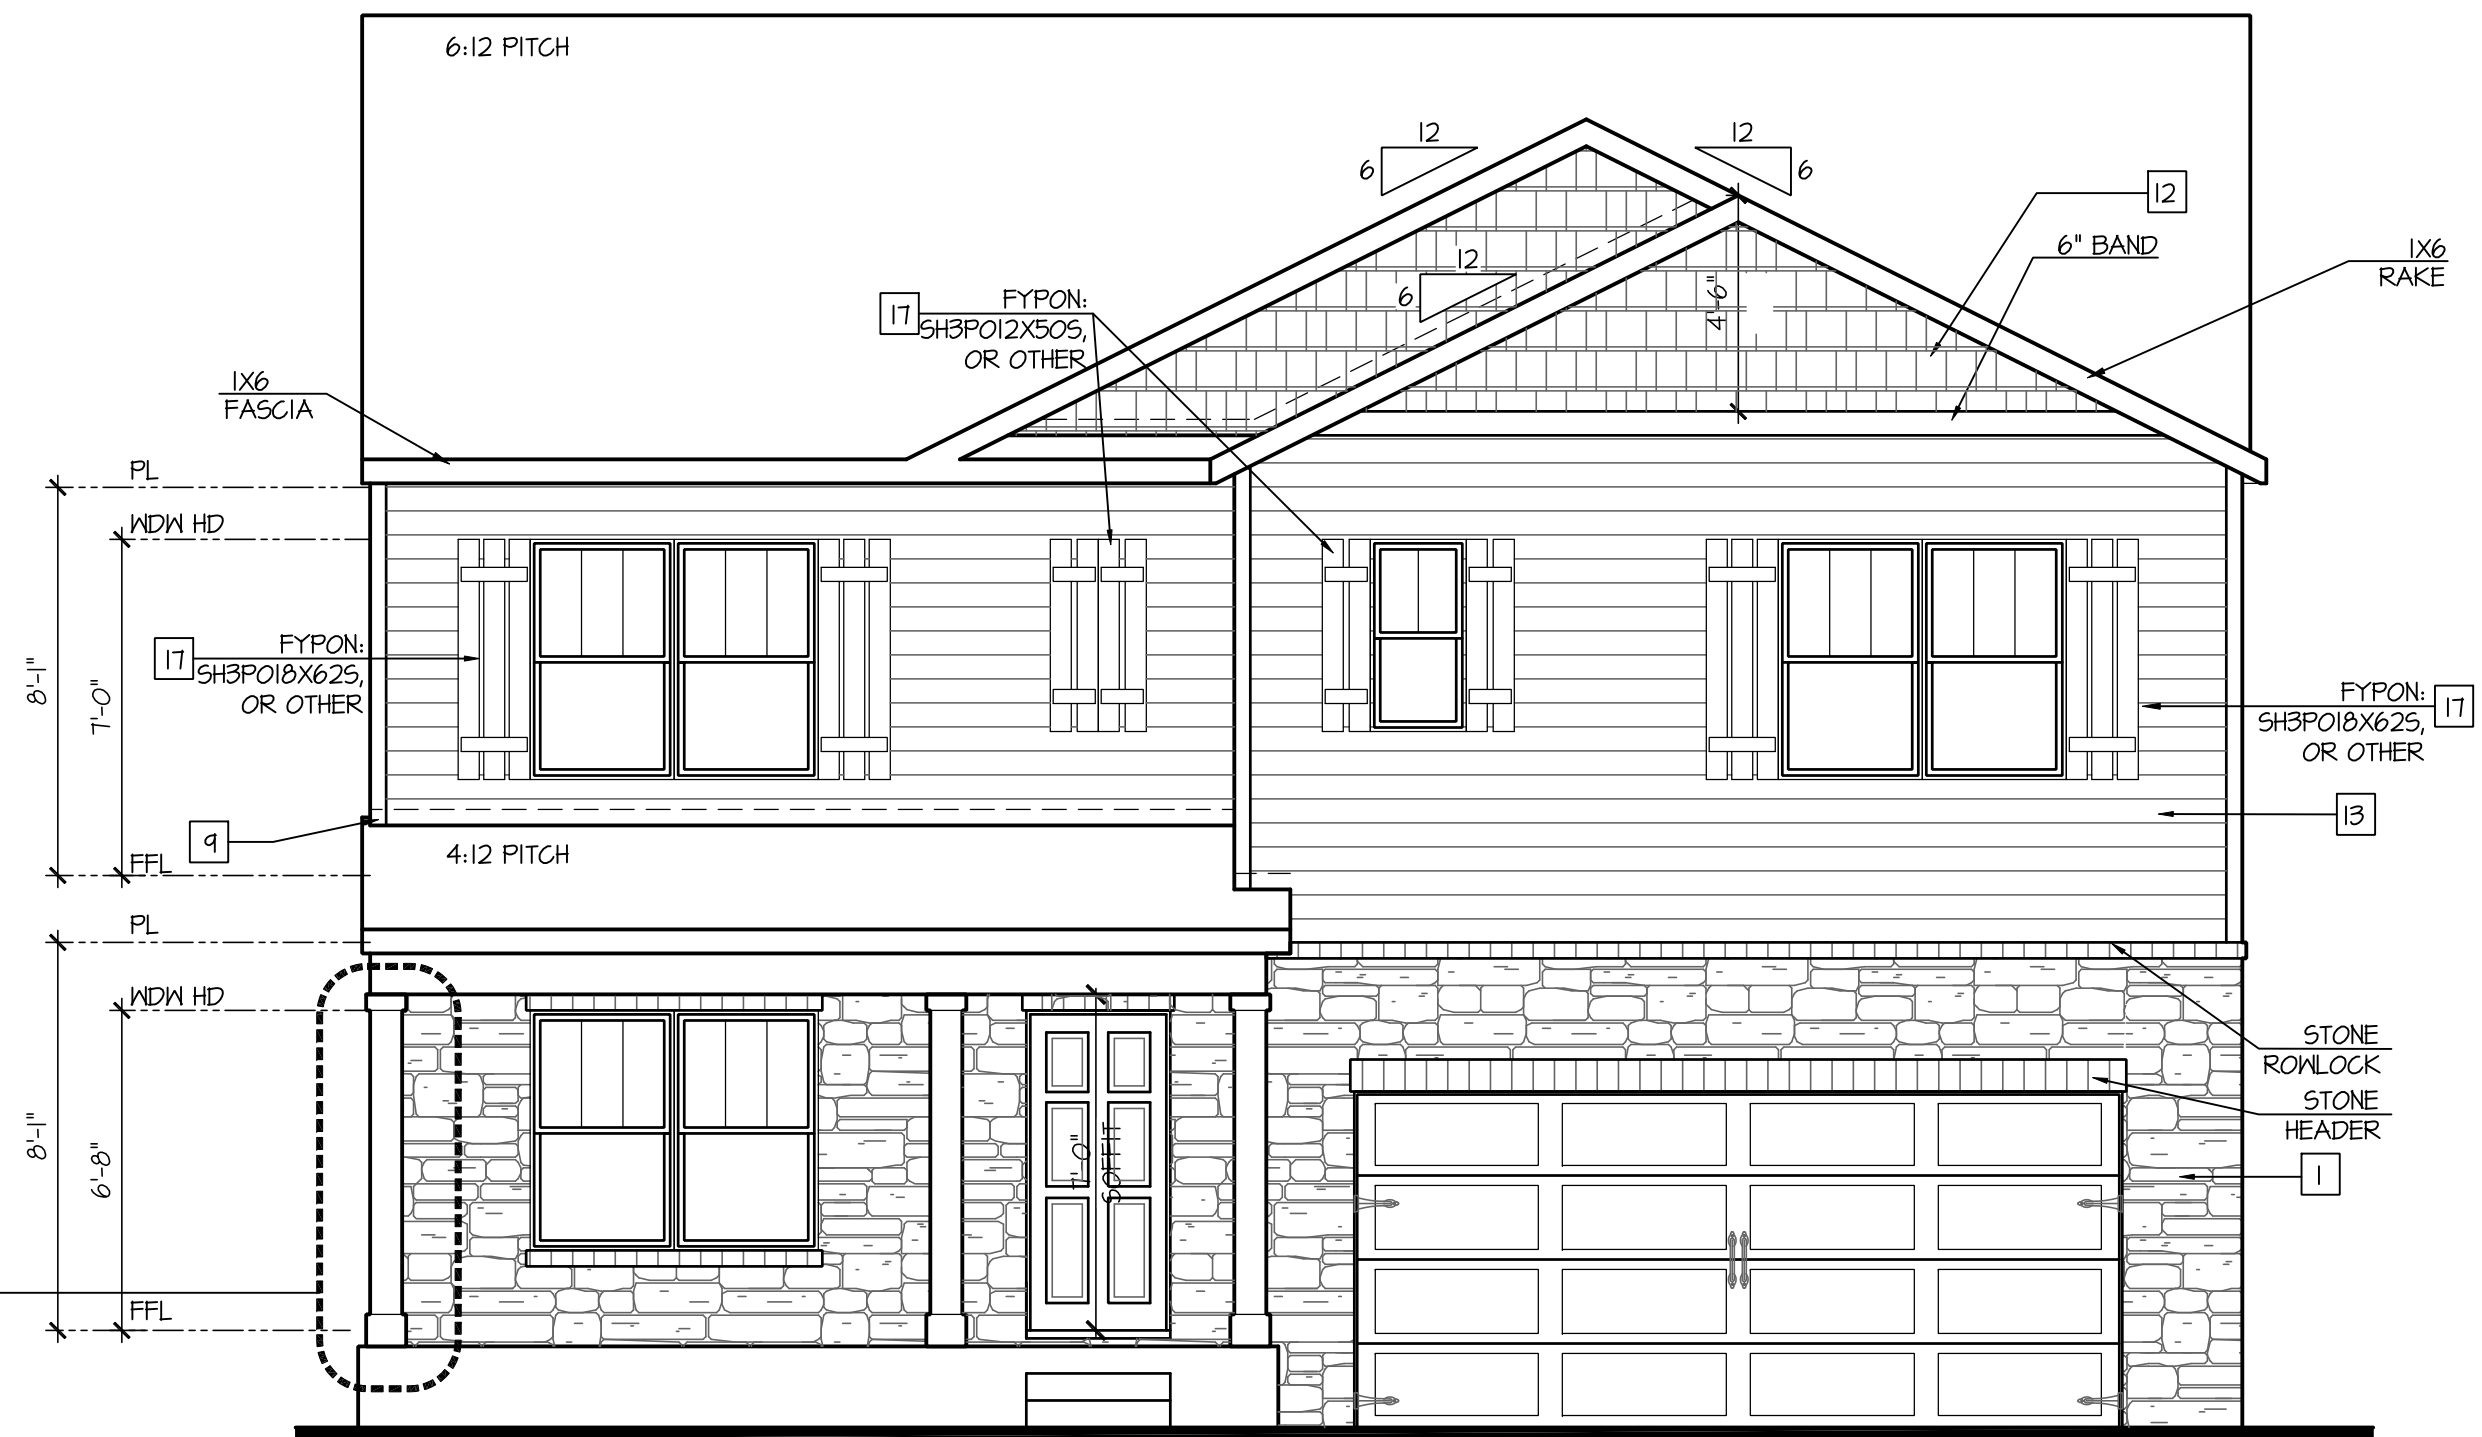 6:12 PITCH
12
6
12
6
12
6" BAND
1X6
RAKE
12
6
4'-6"
17
FYPON:
SH3PO12X50S,
OR OTHER
1X6
FASCIA
PL
WDW HD
8'-1"
7'-0"
17
FYPON:
SH3PO18X62S,
OR OTHER
FYPON:
SH3PO18X62S,
OR OTHER
17
13
9
4:12 PITCH
FFL
PL
WDW HD
8'-1"
6'-8"
7'-0"
SOFFIT
STONE
ROWLOCK
STONE
HEADER
1
FFL